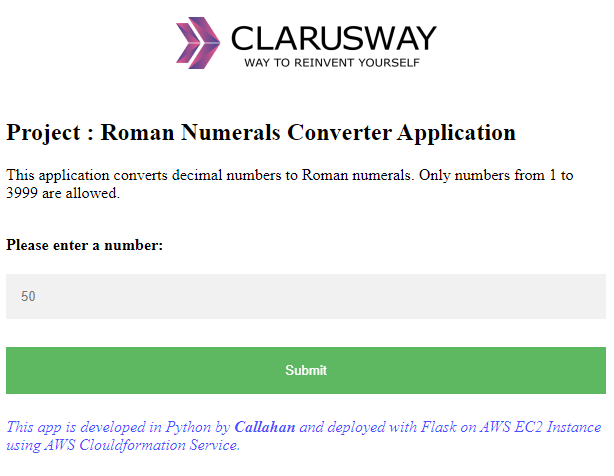 CLARUSWAY
WAY TO REINVENT YOURSELF
Project : Roman Numerals Converter Application
This application converts decimal numbers to Roman numerals. Only numbers from 1 to
3999 are allowed.
Please enter a number:
50
Submit
This app is developed in Python by Callahan and deployed with Flask on AWS EC2 Instance
using AWS Clouldformation Service.